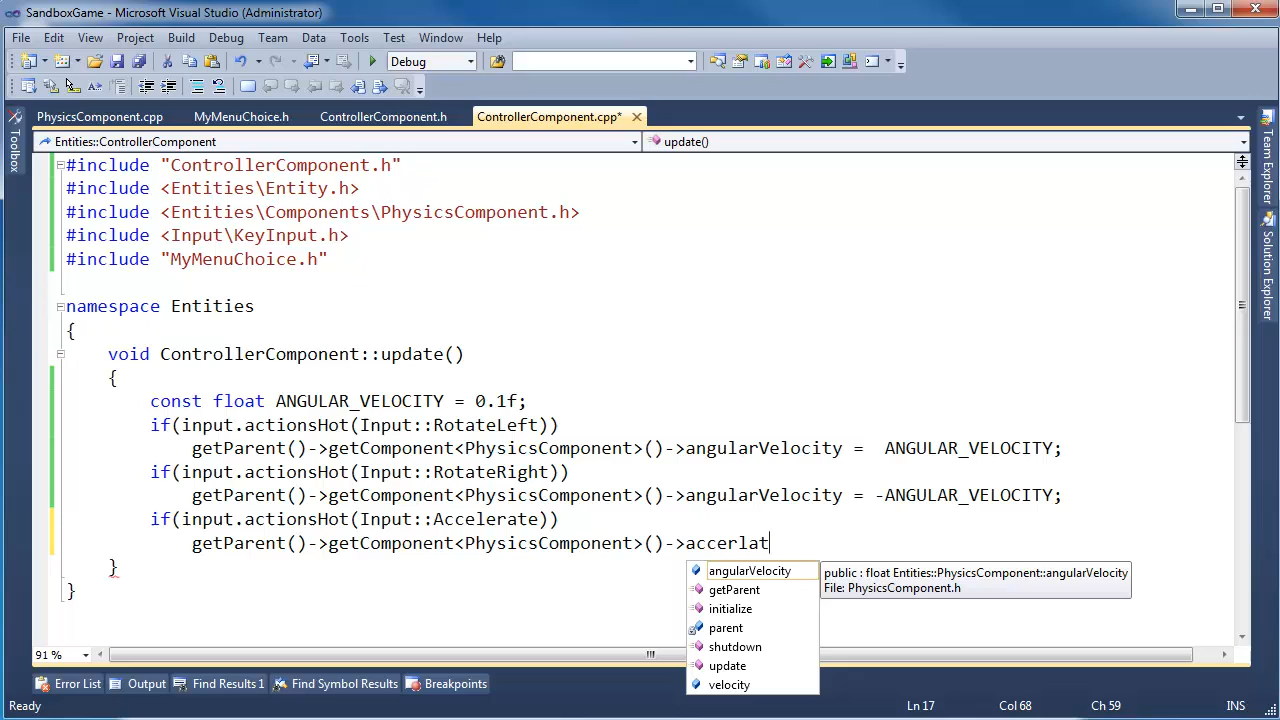 SandboxGame - Microsoft Visual Studio (Administrator)
File Edit View Project Build Debug Team Data Tools Test Window Help
Debug
PhysicsComponent.cpp MyMenuChoice.h ControllerComponent.h ControllerComponent.cpp*
Entities::ControllerComponent update()
Toolbox
Team Explorer
Solution Explorer
#include "ControllerComponent.h"
#include <Entities\Entity.h>
#include <Entities\Components\PhysicsComponent.h>
#include <Input\KeyInput.h>
#include "MyMenuChoice.h"
namespace Entities
{
void ControllerComponent::update()
{
const float ANGULAR_VELOCITY = 0.1f;
if(input.actionsHot(Input::RotateLeft))
getParent()->getComponent<PhysicsComponent>()->angularVelocity =  ANGULAR_VELOCITY;
if(input.actionsHot(Input::RotateRight))
getParent()->getComponent<PhysicsComponent>()->angularVelocity = -ANGULAR_VELOCITY;
if(input.actionsHot(Input::Accelerate))
getParent()->getComponent<PhysicsComponent>()->accerlat
}
}
angularVelocity
getParent
initialize
parent
shutdown
update
velocity
public : float Entities::PhysicsComponent::angularVelocity
File: PhysicsComponent.h
91 %
Error List Output Find Results 1 Find Symbol Results Breakpoints
Ready Ln 17 Col 68 Ch 59 INS